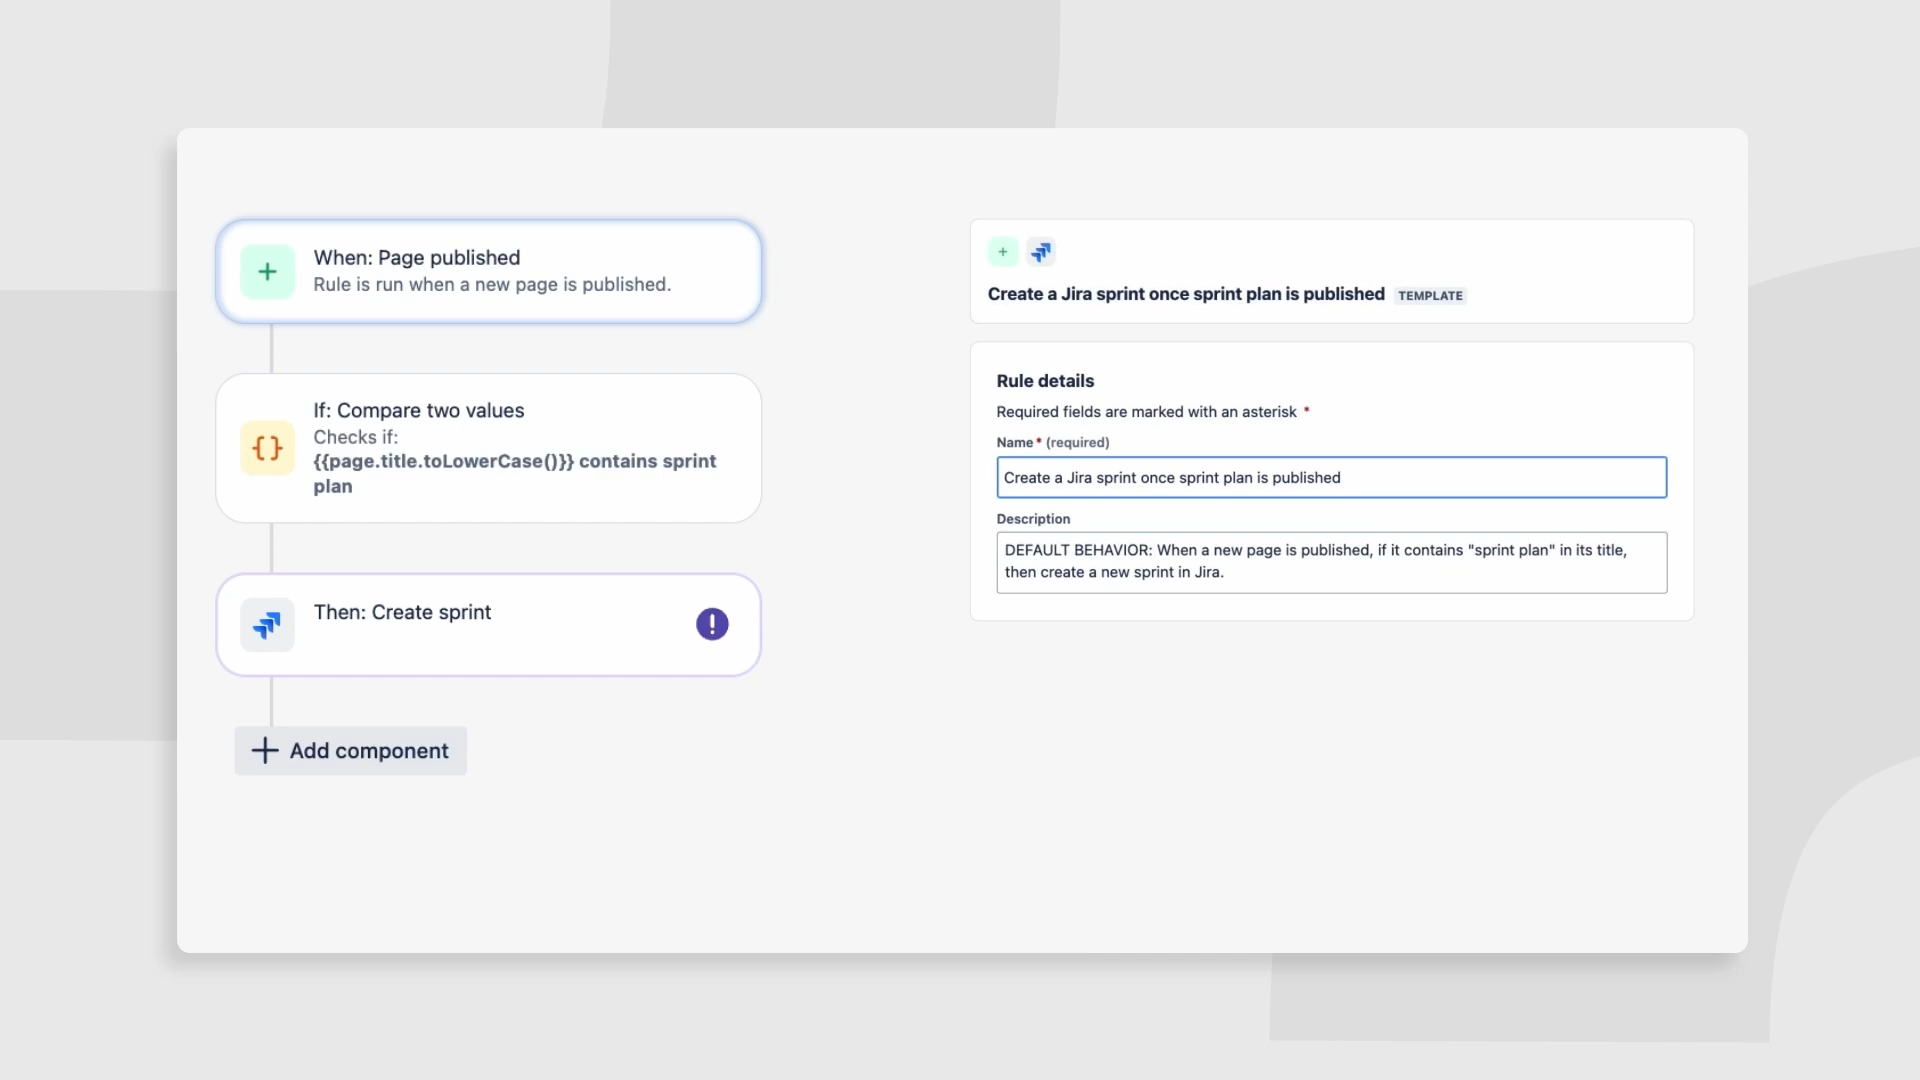 When: Page published
Rule is run when a new page is published.
If: Compare two values
Checks if:
{{page.title.toLowerCase()}} contains sprint
plan
Then: Create sprint
Add component
Create a Jira sprint once sprint plan is published TEMPLATE
Rule details
Required fields are marked with an asterisk *
Name* (required)
Create a Jira sprint once sprint plan is published
Description
DEFAULT BEHAVIOR: When a new page is published, if it contains "sprint plan" in its title,
then create a new sprint in Jira.